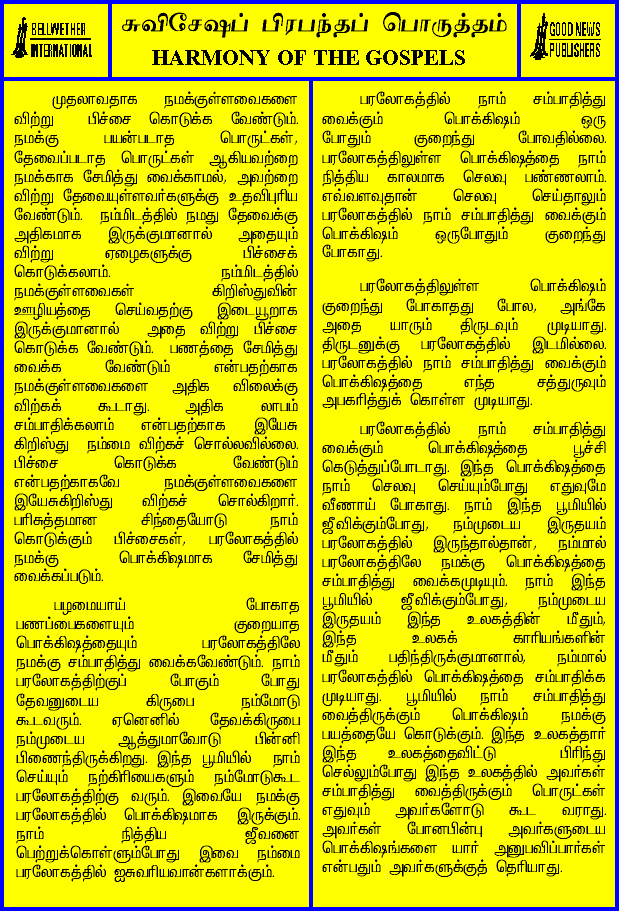 BELLWETHER
INTERNATIONAL
சுவிசேஷப் பிரபந்தப் பொருத்தம்
HARMONY OF THE GOSPELS
GOOD NEWS
PUBLISHERS
முதலாவதாக நமக்குள்ளவைகளை
விற்று பிச்சை கொடுக்க வேண்டும்.
நமக்கு பயன்படாத பொருட்கள்,
தேவைப்படாத பொருட்கள் ஆகியவற்றை
நமக்காக சேமித்து வைக்காமல், அவற்றை
விற்று தேவையுள்ளவர்களுக்கு உதவிபுரிய
வேண்டும். நம்மிடத்தில் நமது தேவைக்கு
அதிகமாக இருக்குமானால் அதையும்
விற்று ஏழைகளுக்கு பிச்சைக்
கொடுக்கலாம். நம்மிடத்தில்
நமக்குள்ளவைகள் கிறிஸ்துவின்
ஊழியத்தை செய்வதற்கு இடையூறாக
இருக்குமானால் அதை விற்று பிச்சை
கொடுக்க வேண்டும். பணத்தை சேமித்து
வைக்க வேண்டும் என்பதற்காக
நமக்குள்ளவைகளை அதிக விலைக்கு
விற்கக் கூடாது. அதிக லாபம்
சம்பாதிக்கலாம் என்பதற்காக இயேசு
கிறிஸ்து நம்மை விற்கச் சொல்லவில்லை.
பிச்சை கொடுக்க வேண்டும்
என்பதற்காகவே நமக்குள்ளவைகளை
இயேசுகிறிஸ்து விற்கச் சொல்கிறார்.
பரிசுத்தமான சிந்தையோடு நாம்
கொடுக்கும் பிச்சைகள், பரலோகத்தில்
நமக்கு பொக்கிஷமாக சேமித்து
வைக்கப்படும்.
பழமையாய் போகாத
பணப்பைகளையும் குறையாத
பொக்கிஷத்தையும் பரலோகத்திலே
நமக்கு சம்பாதித்து வைக்கவேண்டும். நாம்
பரலோகத்திற்குப் போகும் போது
தேவனுடைய கிருபை நம்மோடு
கூடவரும். ஏனெனில் தேவக்கிருபை
நம்முடைய ஆத்துமாவோடு பின்னி
பிணைந்திருக்கிறது. இந்த பூமியில் நாம்
செய்யும் நற்கிரியைகளும் நம்மோடுகூட
பரலோகத்திற்கு வரும். இவையே நமக்கு
பரலோகத்தில் பொக்கிஷமாக இருக்கும்.
நாம் நித்திய ஜீவனை
பெற்றுக்கொள்ளும்போது இவை நம்மை
பரலோகத்தில் ஐசுவரியவான்களாக்கும்.
பரலோகத்தில் நாம் சம்பாதித்து
வைக்கும் பொக்கிஷம் ஒரு
போதும் குறைந்து போவதில்லை.
பரலோகத்திலுள்ள பொக்கிஷத்தை நாம்
நித்திய காலமாக செலவு பண்ணலாம்.
எவ்வளவுதான் செலவு செய்தாலும்
பரலோகத்தில் நாம் சம்பாதித்து வைக்கும்
பொக்கிஷம் ஒருபோதும் குறைந்து
போகாது.
பரலோகத்திலுள்ள பொக்கிஷம்
குறைந்து போகாதது போல, அங்கே
அதை யாரும் திருடவும் முடியாது.
திருடனுக்கு பரலோகத்தில் இடமில்லை.
பரலோகத்தில் நாம் சம்பாதித்து வைக்கும்
பொக்கிஷத்தை எந்த சத்துருவும்
அபகரித்துக் கொள்ள முடியாது.
பரலோகத்தில் நாம் சம்பாதித்து
வைக்கும் பொக்கிஷத்தை பூச்சி
கெடுத்துப்போடாது. இந்த பொக்கிஷத்தை
நாம் செலவு செய்யும்போது எதுவுமே
வீணாய் போகாது. நாம் இந்த பூமியில்
ஜீவிக்கும்போது, நம்முடைய இருதயம்
பரலோகத்தில் இருந்தால்தான், நம்மால்
பரலோகத்திலே நமக்கு பொக்கிஷத்தை
சம்பாதித்து வைக்கமுடியும். நாம் இந்த
பூமியில் ஜீவிக்கும்போது, நம்முடைய
இருதயம் இந்த உலகத்தின் மீதும்,
இந்த உலகக் காரியங்களின்
மீதும் பதிந்திருக்குமானால், நம்மால்
பரலோகத்தில் பொக்கிஷத்தை சம்பாதிக்க
முடியாது. பூமியில் நாம் சம்பாதித்து
வைத்திருக்கும் பொக்கிஷம் நமக்கு
பயத்தையே கொடுக்கும். இந்த உலகத்தார்
இந்த உலகத்தைவிட்டு பிரிந்து
செல்லும்போது இந்த உலகத்தில் அவர்கள்
சம்பாதித்து வைத்திருக்கும் பொருட்கள்
எதுவும் அவர்களோடு கூட வராது.
அவர்கள் போனபின்பு அவர்களுடைய
பொக்கிஷங்களை யார் அனுபவிப்பார்கள்
என்பதும் அவர்களுக்குத் தெரியாது.